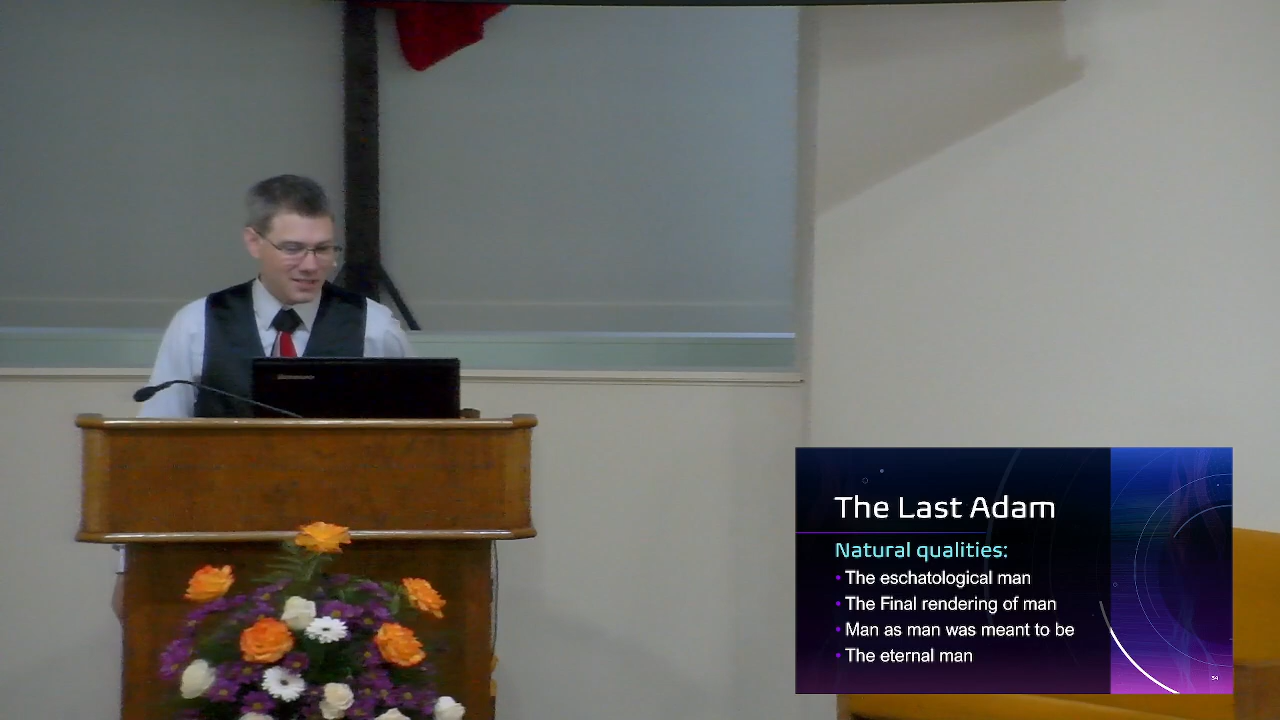 The Last Adam
Natural qualities:
• The eschatological man
• The Final rendering of man
• Man as man was meant to be
• The eternal man
54